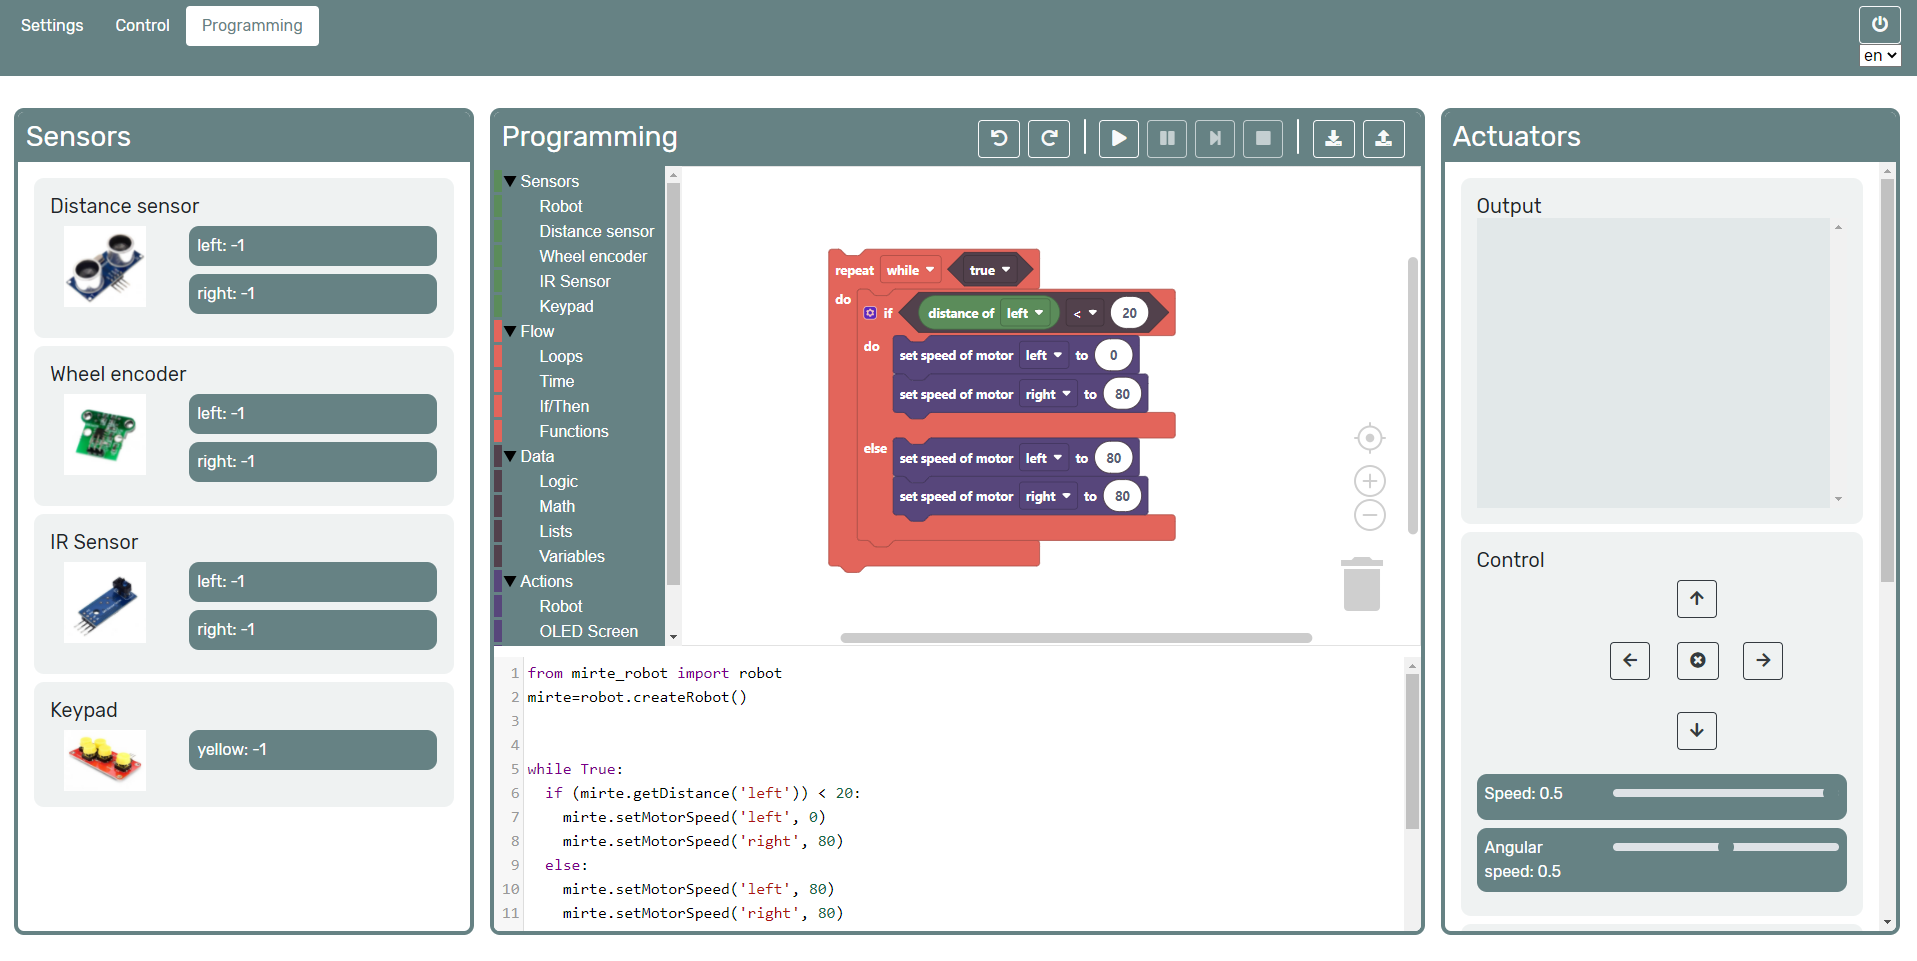 Settings Control Programming
en
Sensors
Distance sensor
left: -1
right: -1
Wheel encoder
left: -1
right: -1
IR Sensor
left: -1
right: -1
Keypad
yellow: -1
Programming
Sensors
Robot
Distance sensor
Wheel encoder
IR Sensor
Keypad
Flow
Loops
Time
If/Then
Functions
Data
Logic
Math
Lists
Variables
Actions
Robot
OLED Screen
repeat while true
do
if distance of left < 20
do
set speed of motor left to 0
set speed of motor right to 80
else
set speed of motor left to 80
set speed of motor right to 80
1 from mirte_robot import robot
2 mirte=robot.createRobot()
3
4
5 while True:
6 if (mirte.getDistance('left')) < 20:
7 mirte.setMotorSpeed('left', 0)
8 mirte.setMotorSpeed('right', 80)
9 else:
10 mirte.setMotorSpeed('left', 80)
11 mirte.setMotorSpeed('right', 80)
Actuators
Output
Control
Speed: 0.5
Angular
speed: 0.5